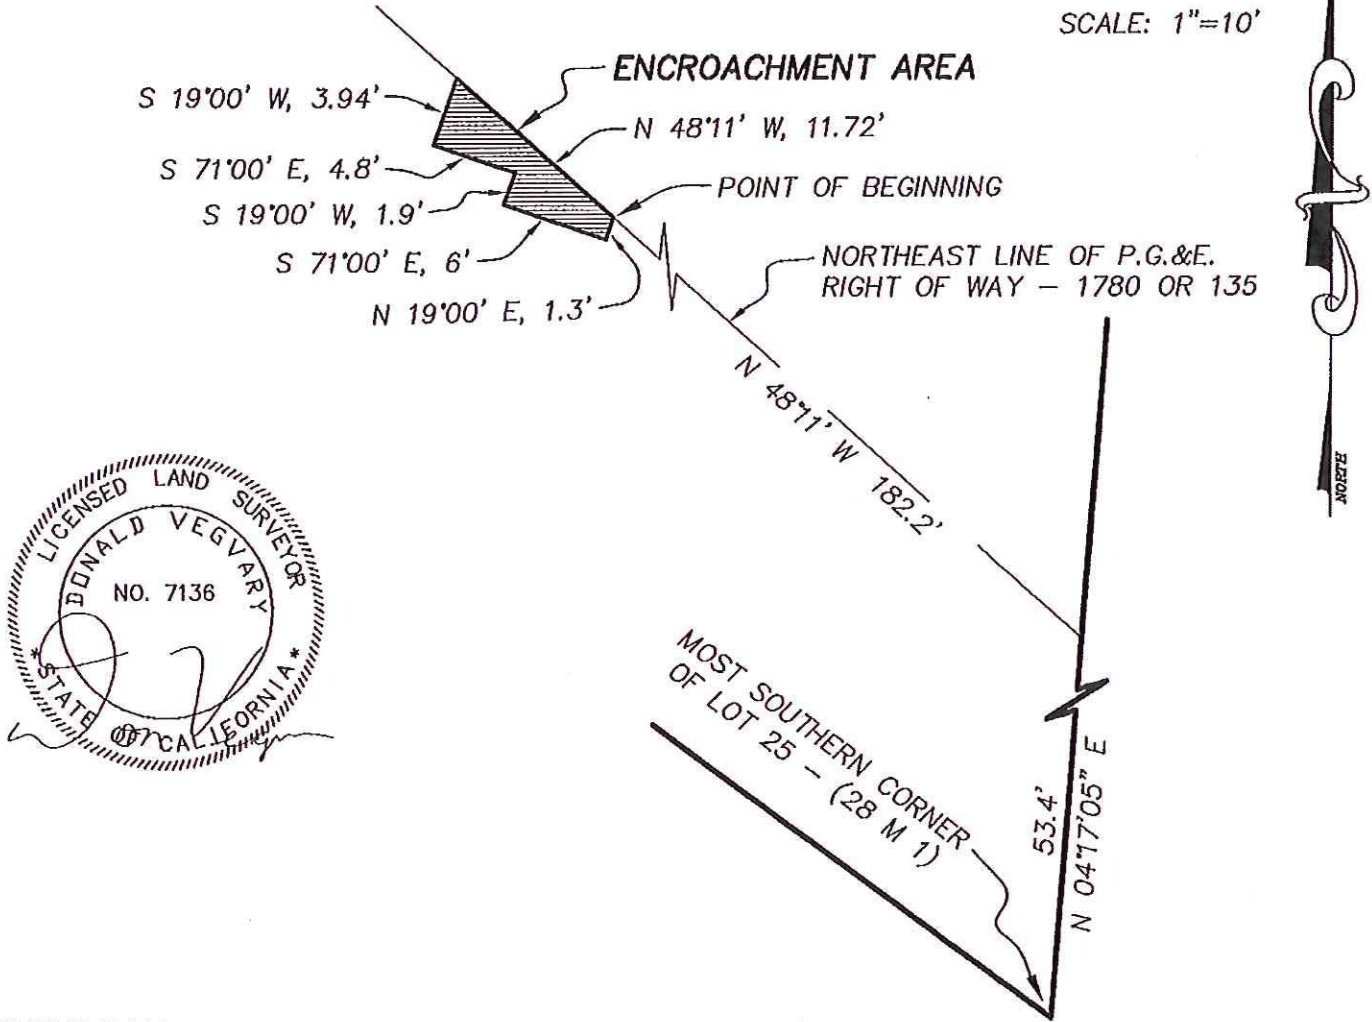 SCALE: 1"=10'
ENCROACHMENT AREA
S 19°00' W, 3.94'
N 48°11' W, 11.72'
S 71°00' E, 4.8'
POINT OF BEGINNING
S 19°00' W, 1.9'
S 71°00' E, 6'
NORTHEAST LINE OF P.G.&E.
RIGHT OF WAY – 1780 OR 135
N 19°00' E, 1.3'
N 48°11' W 182.2'
NORTH
LICENSED LAND SURVEYOR
DONALD VEGVARY
NO. 7136
* STATE OF CALIFORNIA *
MOST SOUTHERN CORNER
OF LOT 25 – (28 M 1)
53.4'
N 04°17'05" E